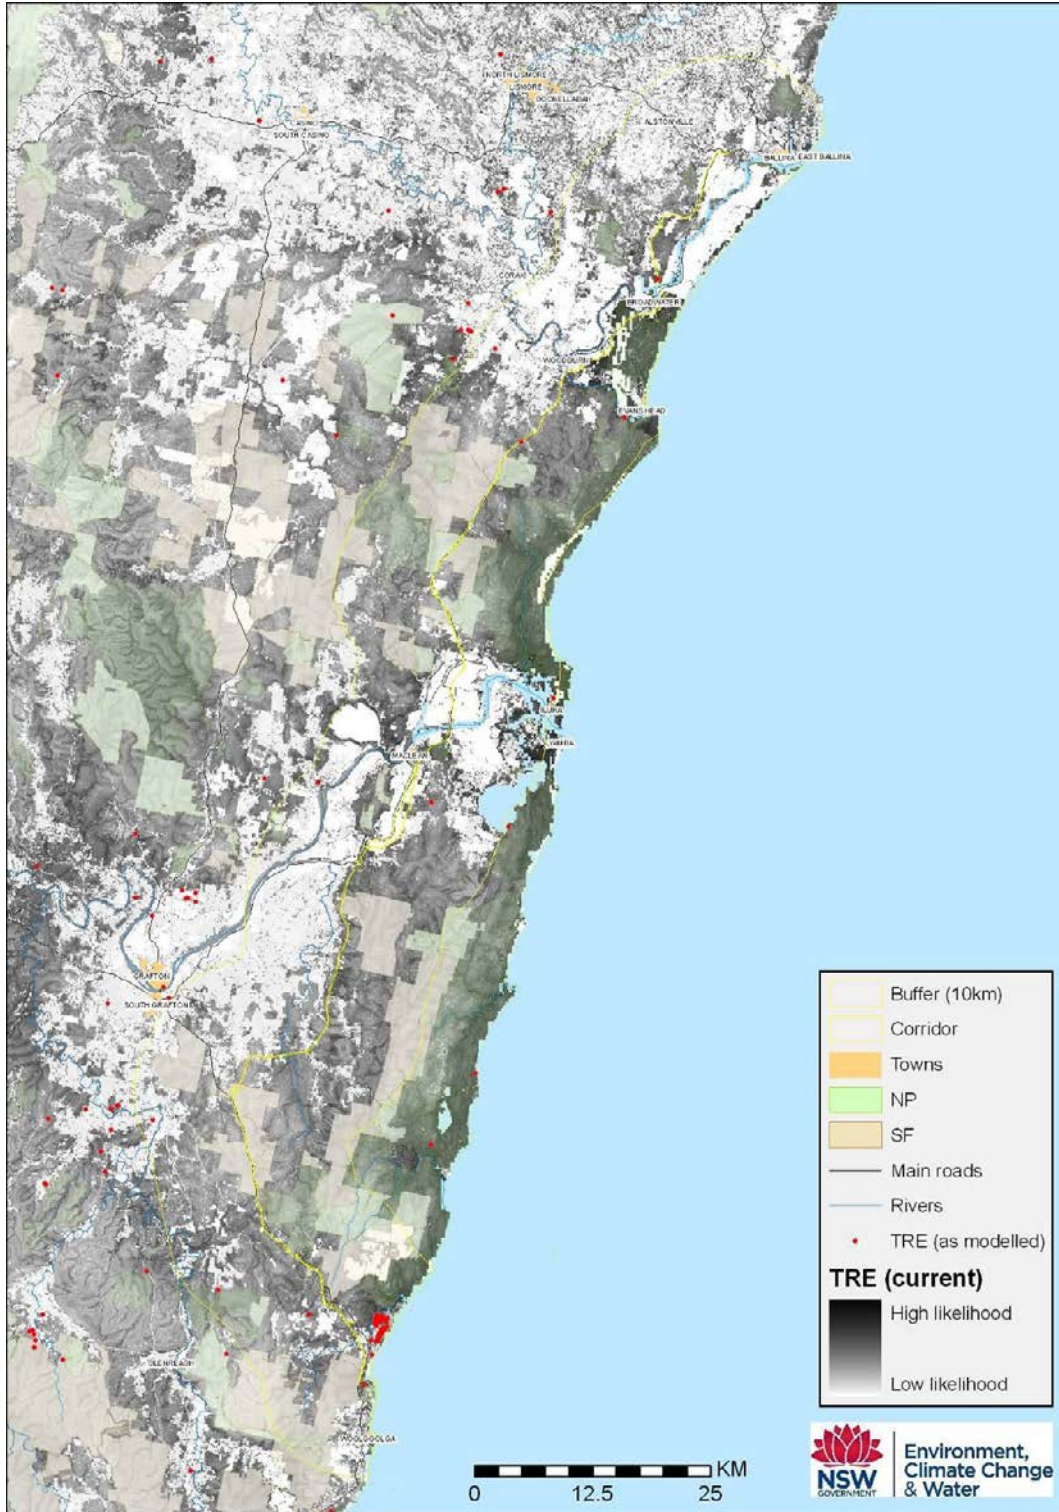 NORTH LISMORE
LISMORE
GOONELLABAH
ALSTONVILLE
CASINO
SOUTH CASINO
BALLINA
EAST BALLINA
CORAKI
BROADWATER
WOODBURN
EVANS HEAD
ILUKA
YAMBA
MACLEAN
GRAFTON
SOUTH GRAFTON
GLENREAGH
WOOLGOOLGA
Buffer (10km)
Corridor
Towns
NP
SF
Main roads
Rivers
TRE (as modelled)
TRE (current)
High likelihood
Low likelihood
KM
0 12.5 25
NSW
GOVERNMENT
Environment,
Climate Change
& Water